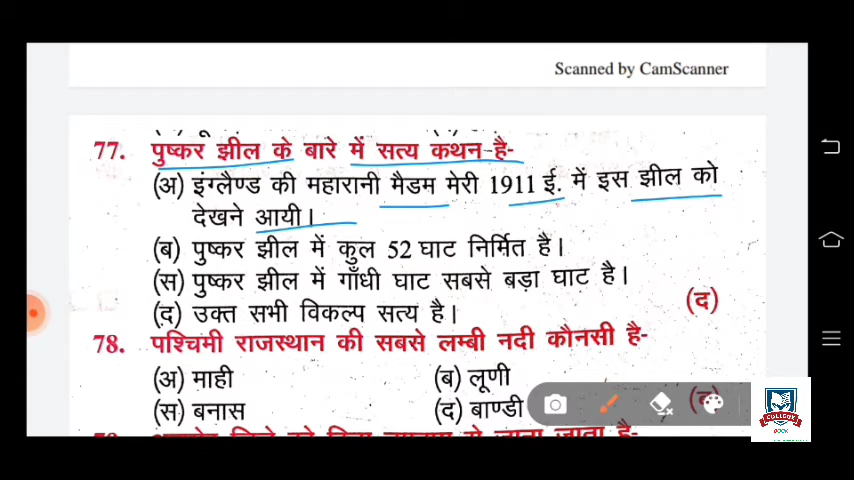 Scanned by CamScanner
77. पुष्कर झील के बारे में सत्य कथन है-
(अ) इंग्लैण्ड की महारानी मैडम मेरी 1911 ई. में इस झील को
देखने आयी।
(ब) पुष्कर झील में कुल 52 घाट निर्मित है।
(स) पुष्कर झील में गाँधी घाट सबसे बड़ा घाट है।
(द) उक्त सभी विकल्प सत्य है। (द)
78. पश्चिमी राजस्थान की सबसे लम्बी नदी कौनसी है-
(अ) माही (ब) लूणी
(स) बनास (द) बाण्डी